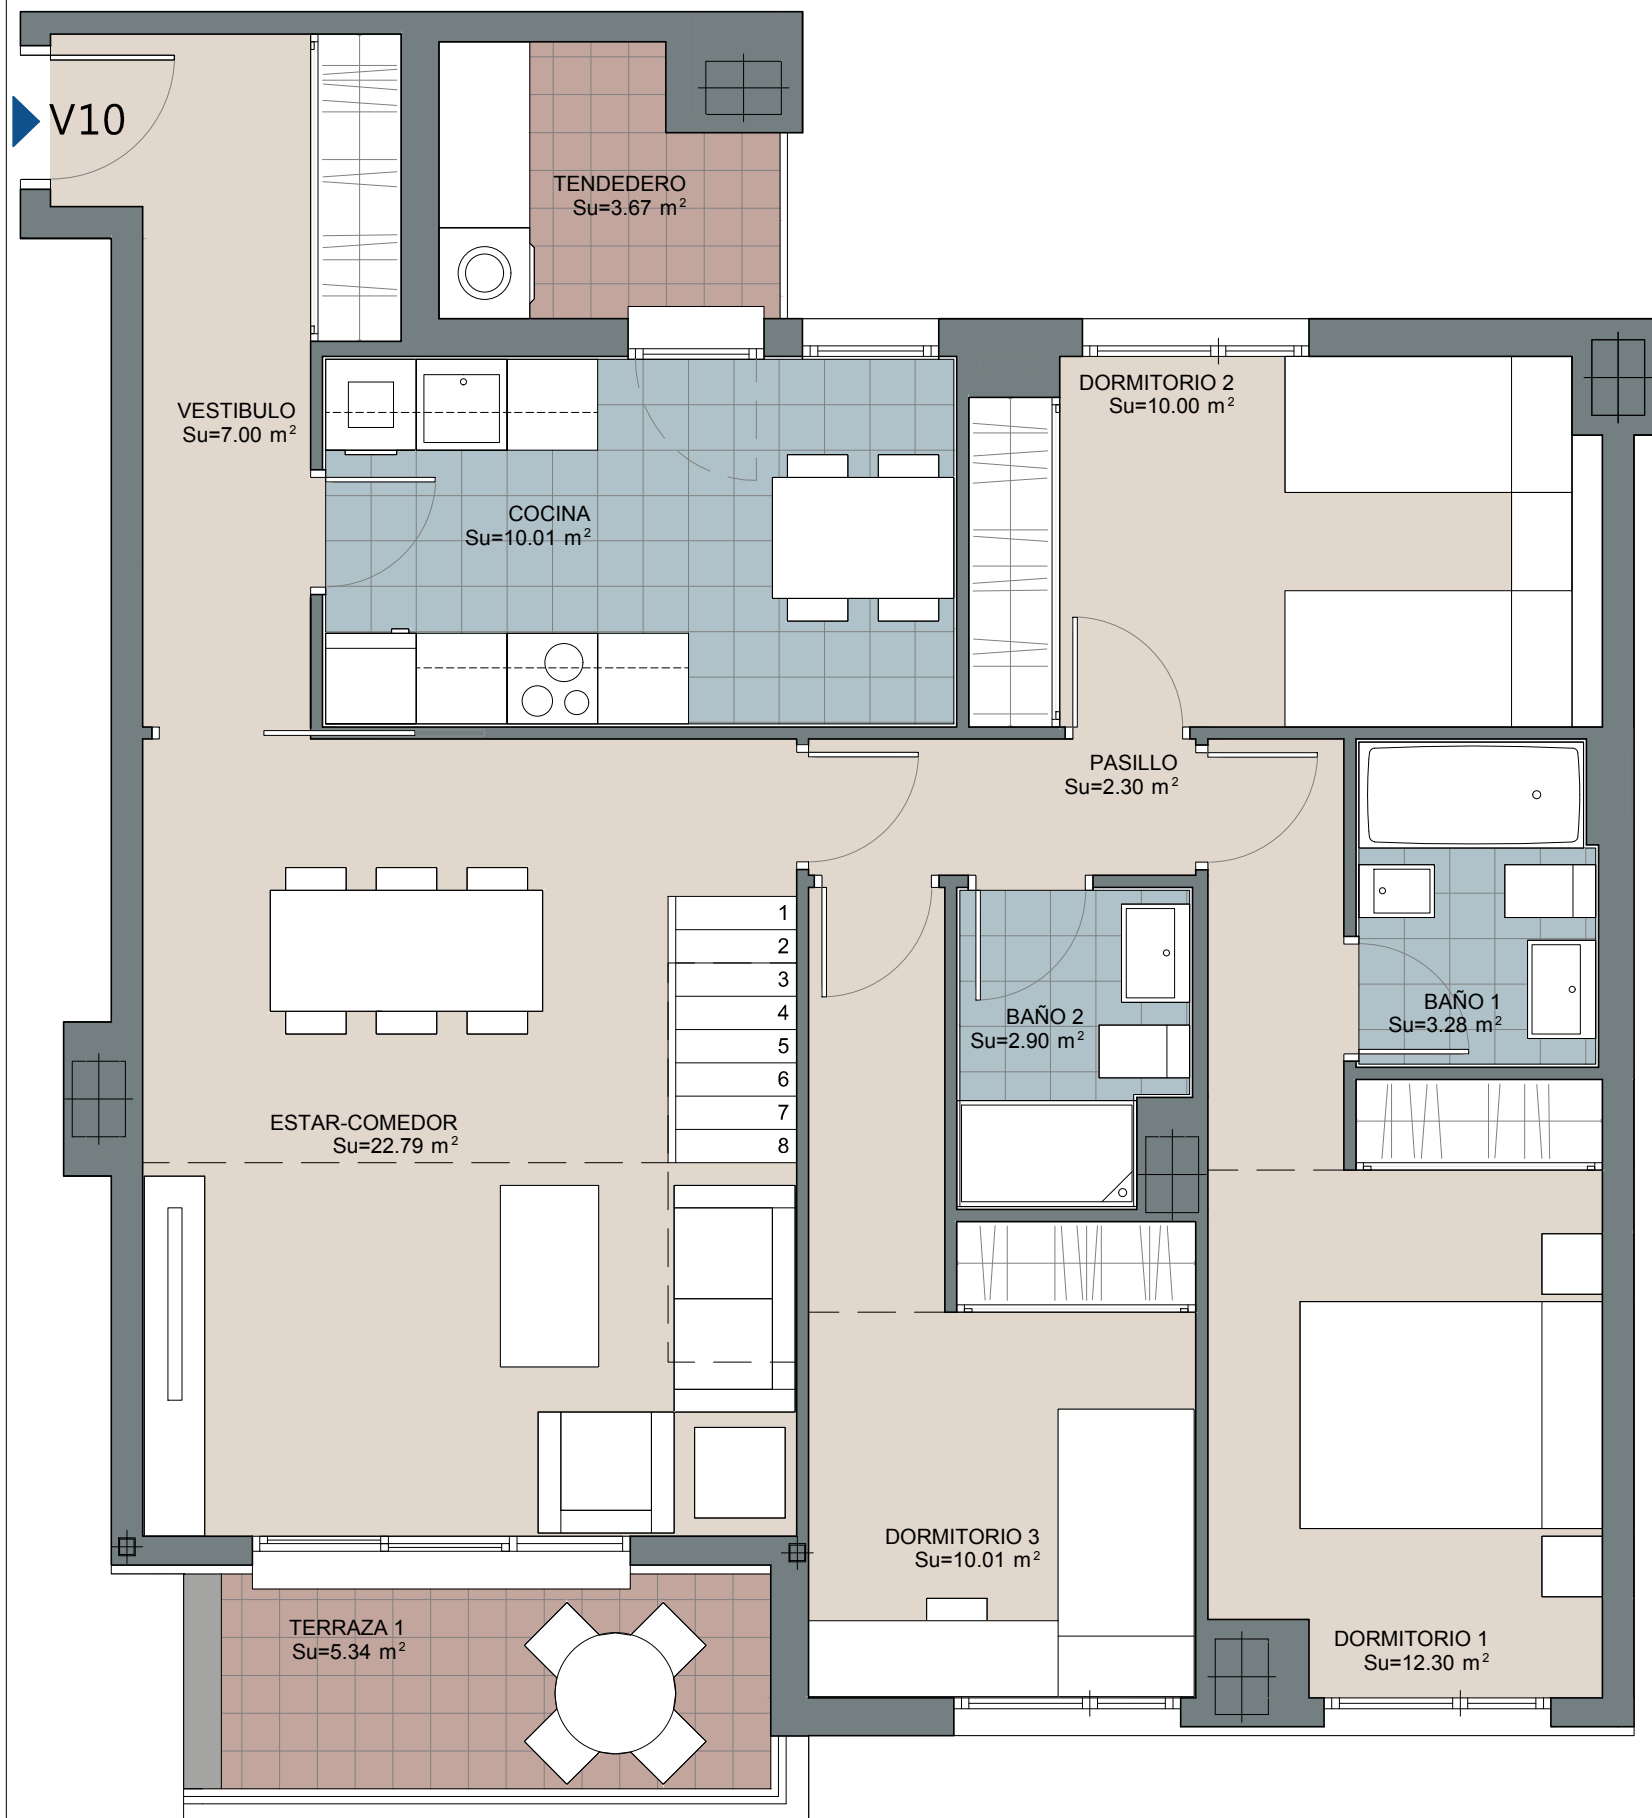 V10
TENDEDERO
Su=3.67 m²
VESTIBULO
Su=7.00 m²
DORMITORIO 2
Su=10.00 m²
COCINA
Su=10.01 m²
PASILLO
Su=2.30 m²
1
2
3
4
5
6
7
8
BAÑO 2
Su=2.90 m²
BAÑO 1
Su=3.28 m²
ESTAR-COMEDOR
Su=22.79 m²
DORMITORIO 3
Su=10.01 m²
TERRAZA 1
Su=5.34 m²
DORMITORIO 1
Su=12.30 m²